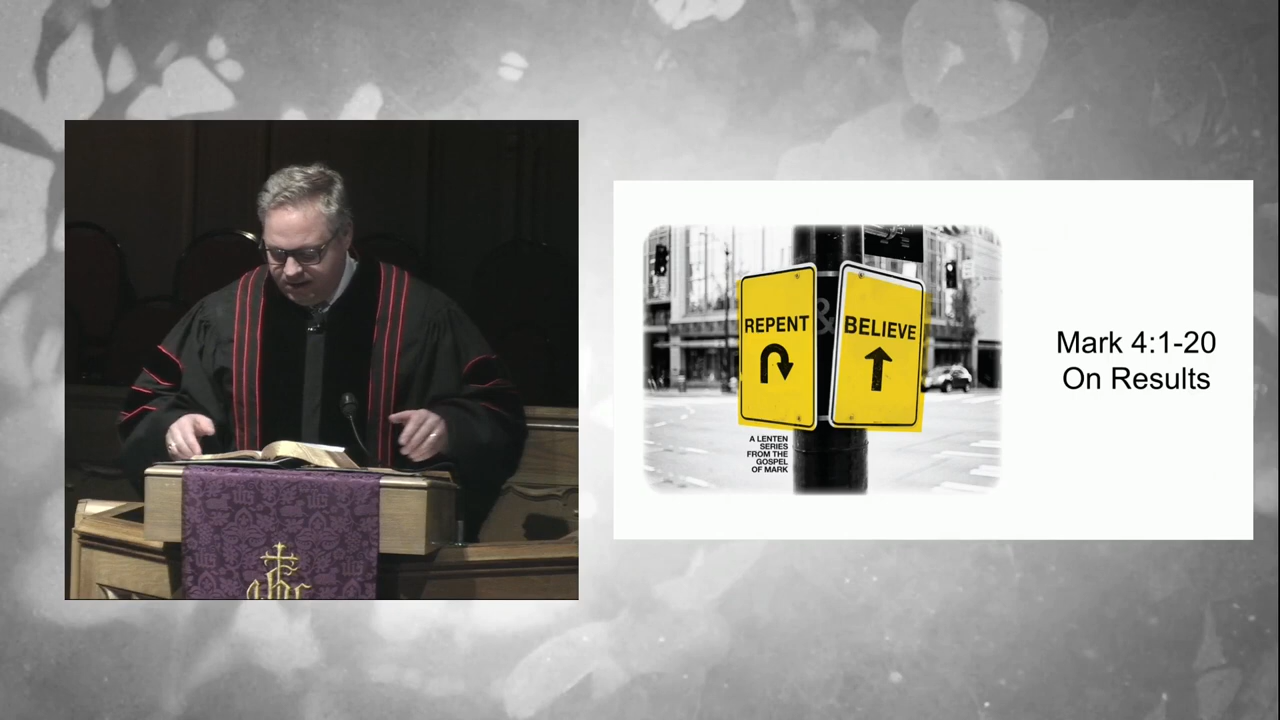 REPENT
&
BELIEVE
A LENTEN
SERIES
FROM THE
GOSPEL
OF MARK
Mark 4:1-20
On Results